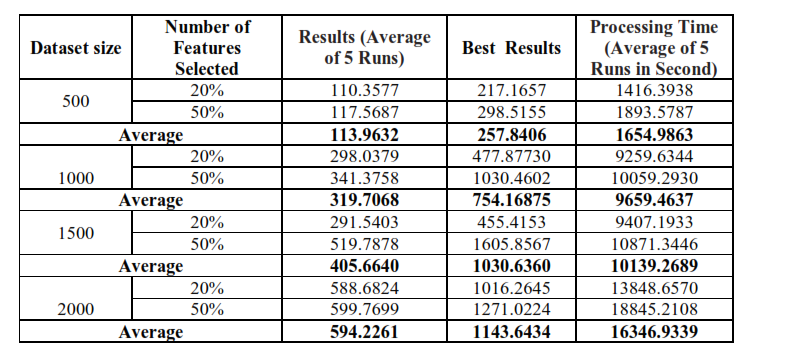 Dataset size Number of Features Selected Results (Average of 5 Runs) Best Results Processing Time (Average of 5 Runs in Second)
500 20% 110.3577 217.1657 1416.3938
50% 117.5687 298.5155 1893.5787
Average 113.9632 257.8406 1654.9863
1000 20% 298.0379 477.87730 9259.6344
50% 341.3758 1030.4602 10059.2930
Average 319.7068 754.16875 9659.4637
1500 20% 291.5403 455.4153 9407.1933
50% 519.7878 1605.8567 10871.3446
Average 405.6640 1030.6360 10139.2689
2000 20% 588.6824 1016.2645 13848.6570
50% 599.7699 1271.0224 18845.2108
Average 594.2261 1143.6434 16346.9339